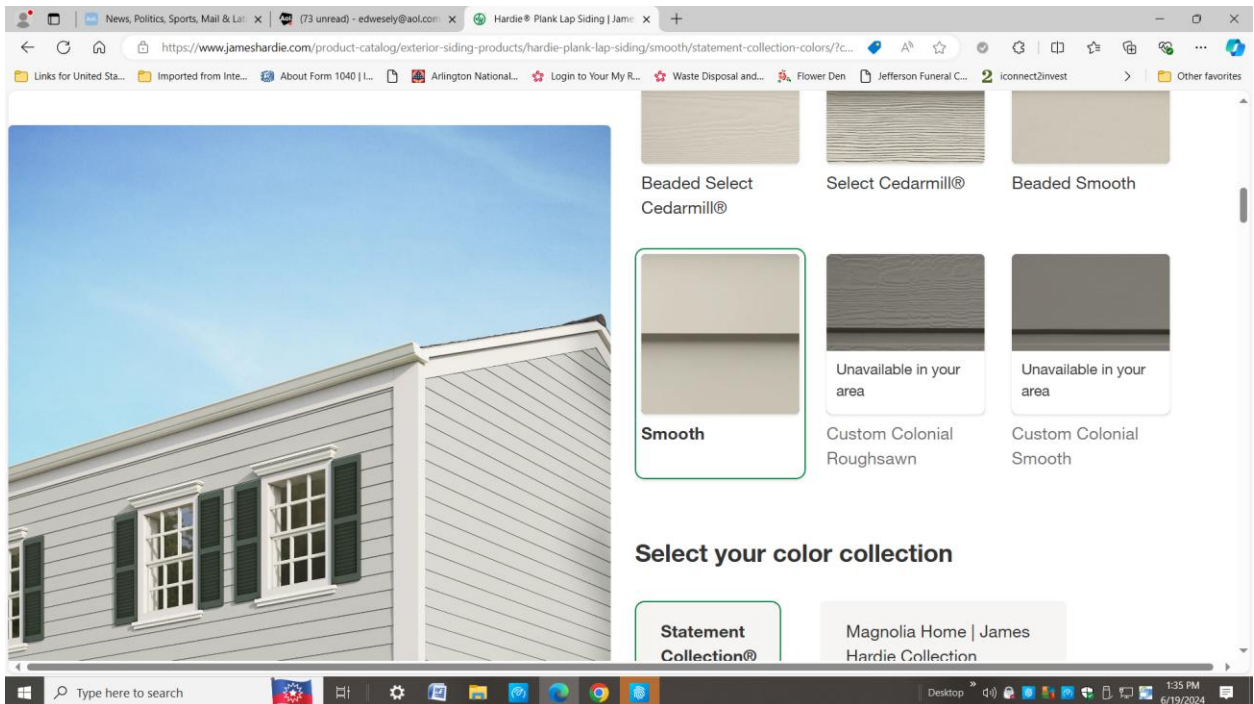 News, Politics, Sports, Mail & Lat
(73 unread) - edwesely@aol.com
Hardie® Plank Lap Siding | Jame
https://www.jameshardie.com/product-catalog/exterior-siding-products/hardie-plank-lap-siding/smooth/statement-collection-colors/?c...
Links for United Sta...
Imported from Inte...
About Form 1040 | I...
Arlington National...
Login to Your My R...
Waste Disposal and...
Flower Den
Jefferson Funeral C...
2 iconnect2invest
Other favorites
Beaded Select
Cedarmill®
Select Cedarmill®
Beaded Smooth
Smooth
Unavailable in your
area
Custom Colonial
Roughsawn
Unavailable in your
area
Custom Colonial
Smooth
Select your color collection
Statement
Collection®
Magnolia Home | James
Hardie Collection
Type here to search
Desktop
1:35 PM
6/19/2024